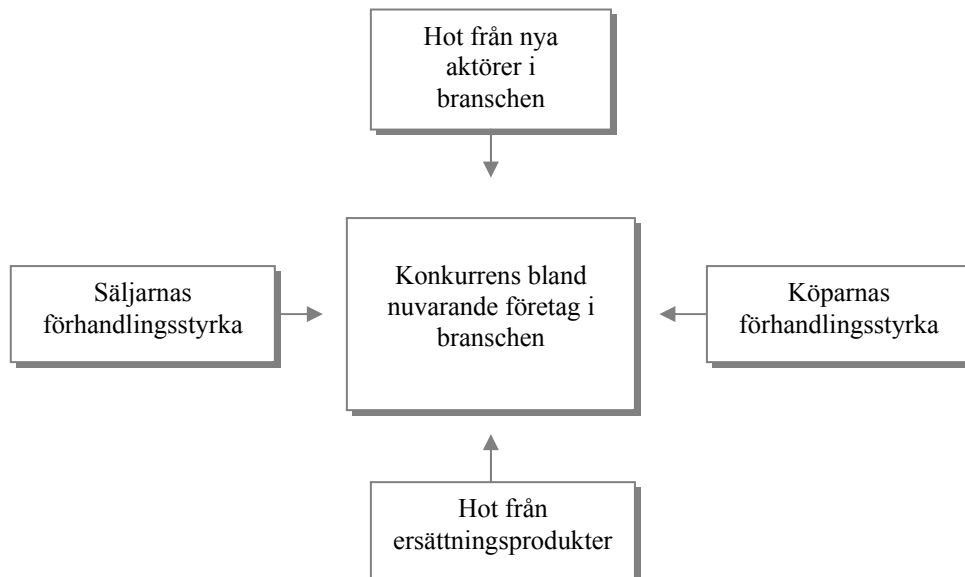 Hot från nya
aktörer i
branschen
Säljarnas
förhandlingsstyrka
Konkurrens bland
nuvarande företag i
branschen
Köparnas
förhandlingsstyrka
Hot från
ersättningsprodukter